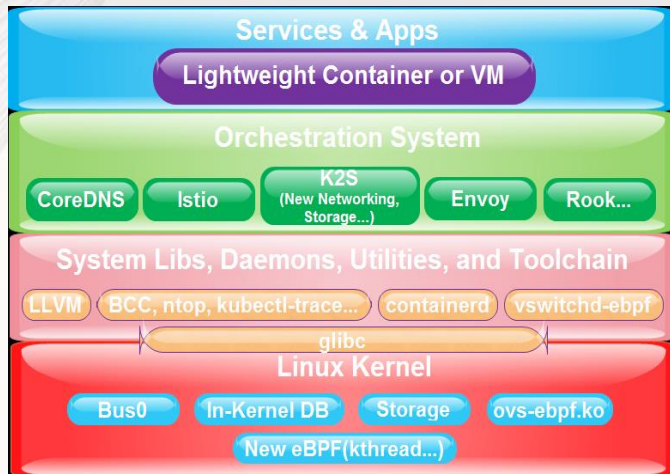 Services & Apps
Lightweight Container or VM
Orchestration System
CoreDNS
Istio
K2S
(New Networking,
Storage...)
Envoy
Rook...
System Libs, Daemons, Utilities, and Toolchain
LLVM
BCC, ntop, kubectl-trace...
containerd
vswitchd-ebpf
glibc
Linux Kernel
Bus0
In-Kernel DB
Storage
ovs-ebpf.ko
New eBPF(kthread...)